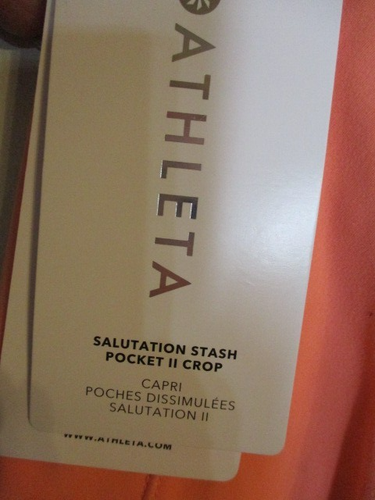 ATHLETA
SALUTATION STASH
POCKET II CROP
CAPRI
POCHES DISSIMULÉES
SALUTATION II
WWW.ATHLETA.COM